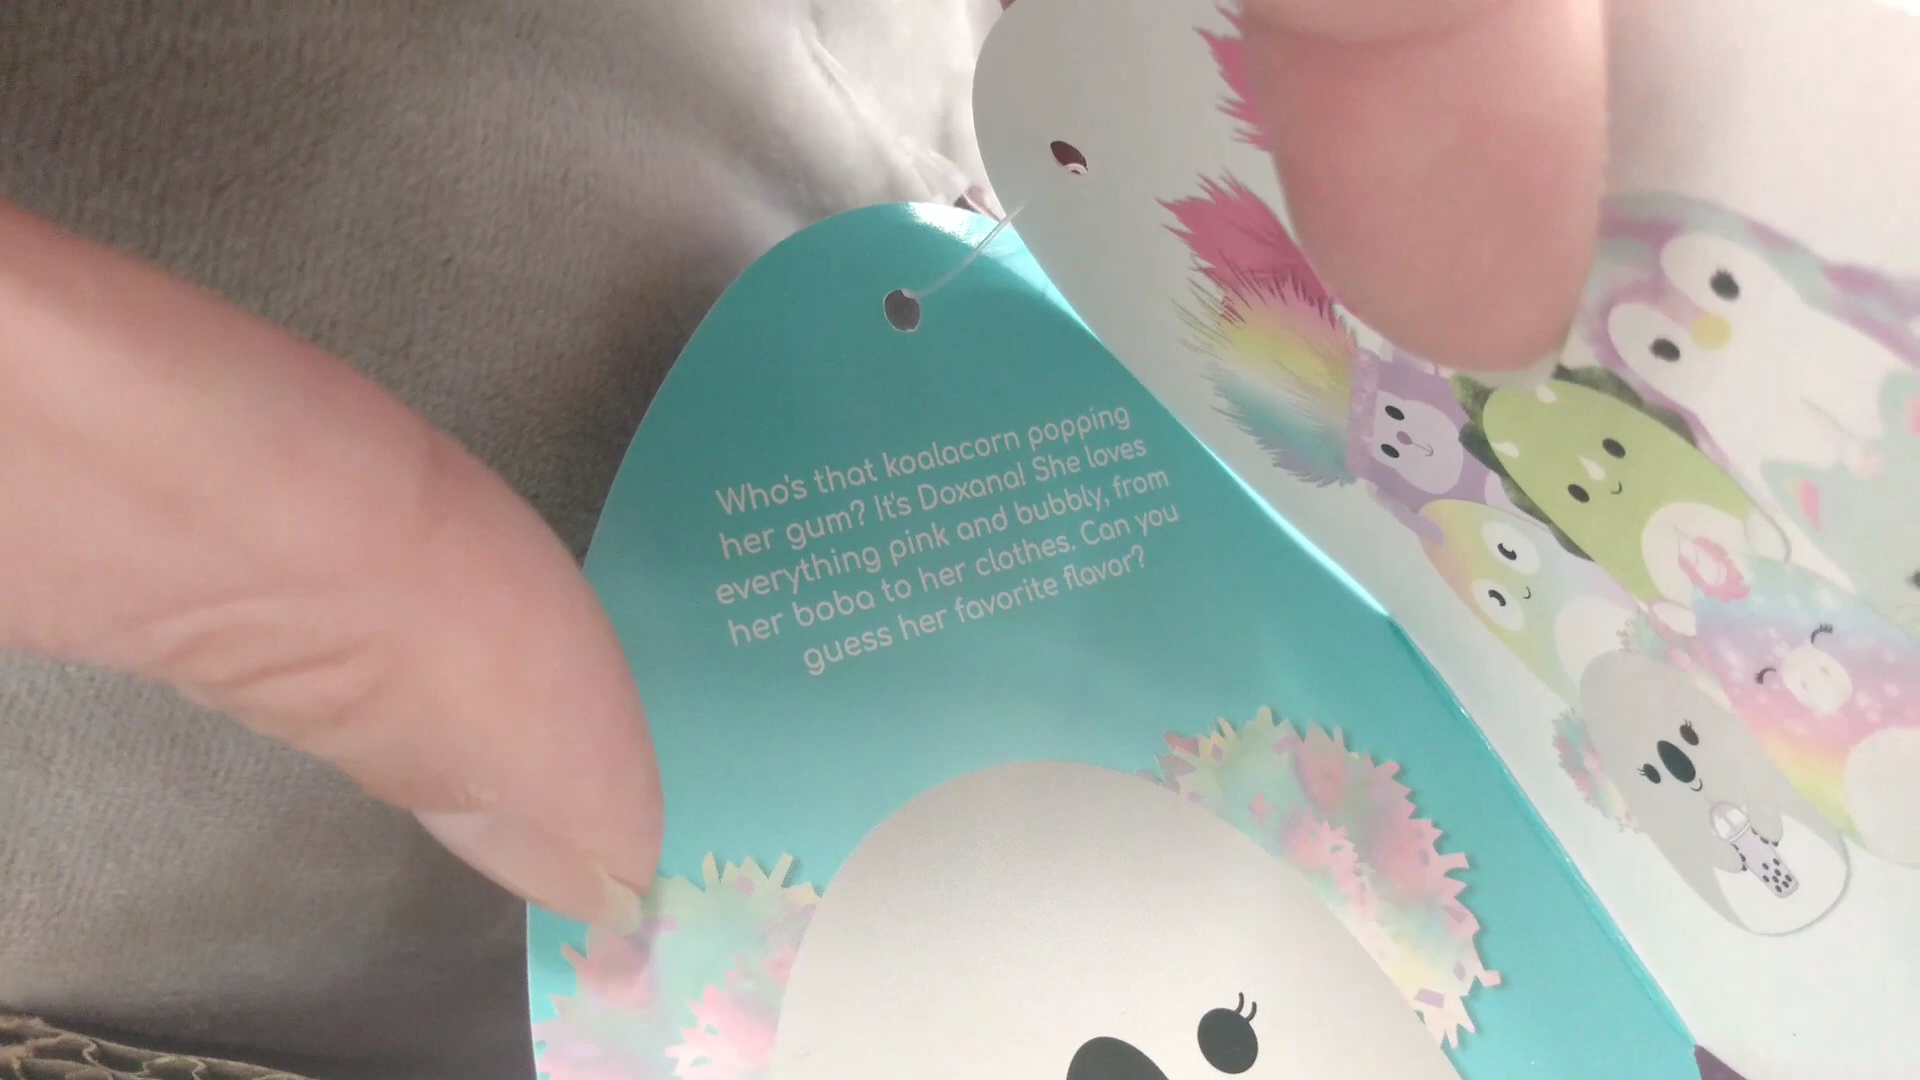 Who's that koalacorn popping
her gum? It's Doxana! She loves
everything pink and bubbly, from
her boba to her clothes. Can you
guess her favorite flavor?